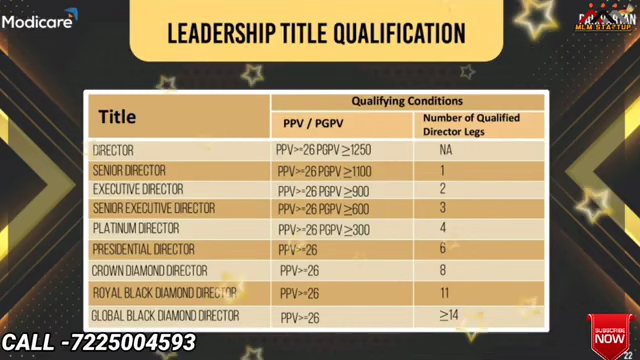 Modicare
LEADERSHIP TITLE QUALIFICATION
MLM STARTUP
Title
Qualifying Conditions
PPV / PGPV
Number of Qualified
Director Legs
DIRECTOR PPV>=26 PGPV ≥1250 NA
SENIOR DIRECTOR PPV>=26 PGPV ≥1100 1
EXECUTIVE DIRECTOR PPV>=26 PGPV ≥900 2
SENIOR EXECUTIVE DIRECTOR PPV>=26 PGPV ≥600 3
PLATINUM DIRECTOR PPV>=26 PGPV ≥300 4
PRESIDENTIAL DIRECTOR PPV>=26 6
CROWN DIAMOND DIRECTOR PPV>=26 8
ROYAL BLACK DIAMOND DIRECTOR PPV>=26 11
GLOBAL BLACK DIAMOND DIRECTOR PPV>=26 ≥14
CALL -7225004593
SUBSCRIBE
NOW
22